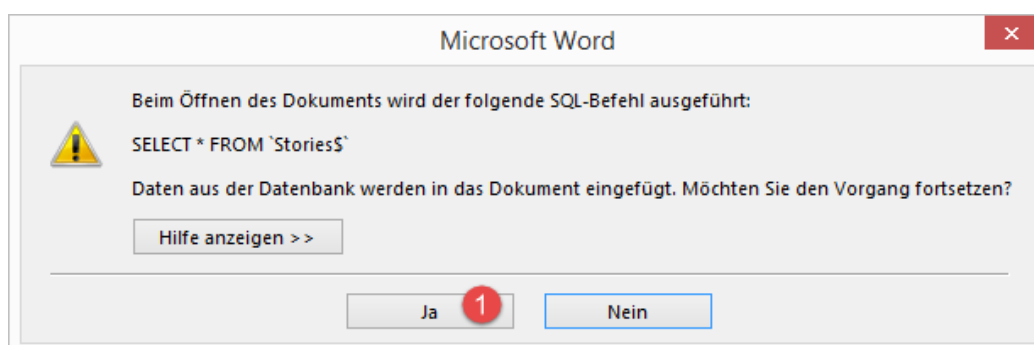 Microsoft Word
Beim Öffnen des Dokuments wird der folgende SQL-Befehl ausgeführt:
SELECT * FROM `Stories$`
Daten aus der Datenbank werden in das Dokument eingefügt. Möchten Sie den Vorgang fortsetzen?
Hilfe anzeigen >>
Ja 1 Nein